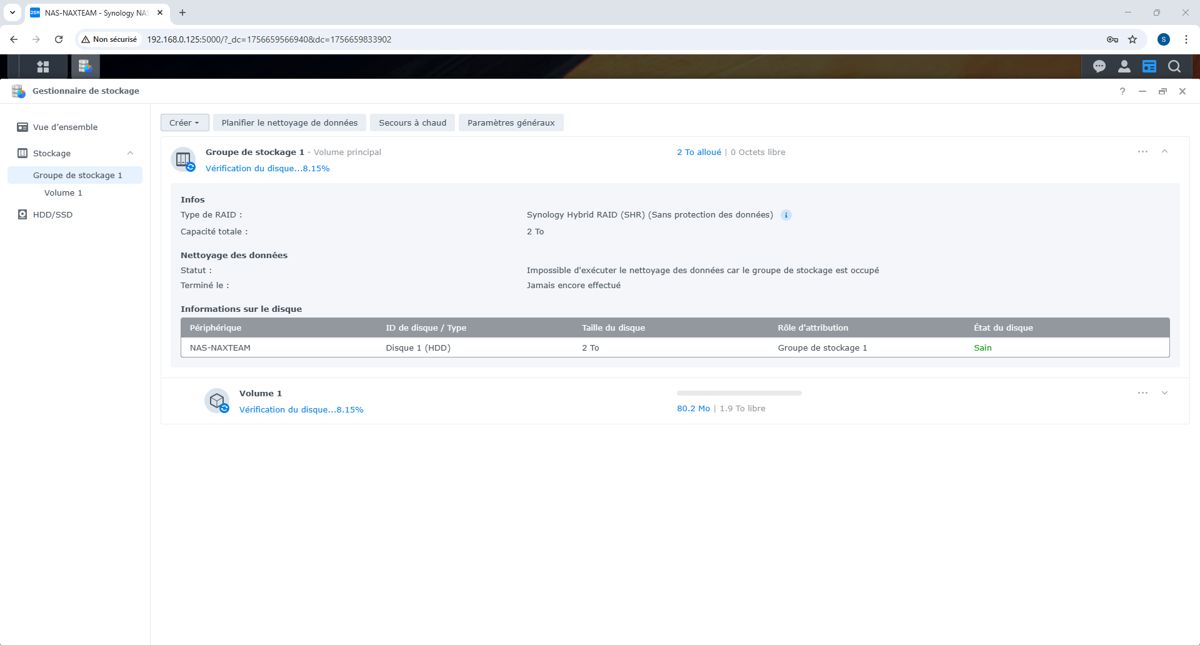 NAS-NAXTEAM - Synology NAS
Non sécurisé
192.168.0.125:5000/?_dc=1756659566940&dc=1756659833902
S
Gestionnaire de stockage
Vue d'ensemble
Stockage
Groupe de stockage 1
Volume 1
HDD/SSD
Créer
Planifier le nettoyage de données
Secours à chaud
Paramètres généraux
Groupe de stockage 1 - Volume principal
2 To alloué | 0 Octets libre
Vérification du disque...8.15%
Infos
Type de RAID : Synology Hybrid RAID (SHR) (Sans protection des données)
Capacité totale : 2 To
Nettoyage des données
Statut : Impossible d'exécuter le nettoyage des données car le groupe de stockage est occupé
Terminé le : Jamais encore effectué
Informations sur le disque
Périphérique ID de disque / Type Taille du disque Rôle d'attribution État du disque
NAS-NAXTEAM Disque 1 (HDD) 2 To Groupe de stockage 1 Sain
Volume 1
Vérification du disque...8.15%
80.2 Mo | 1.9 To libre